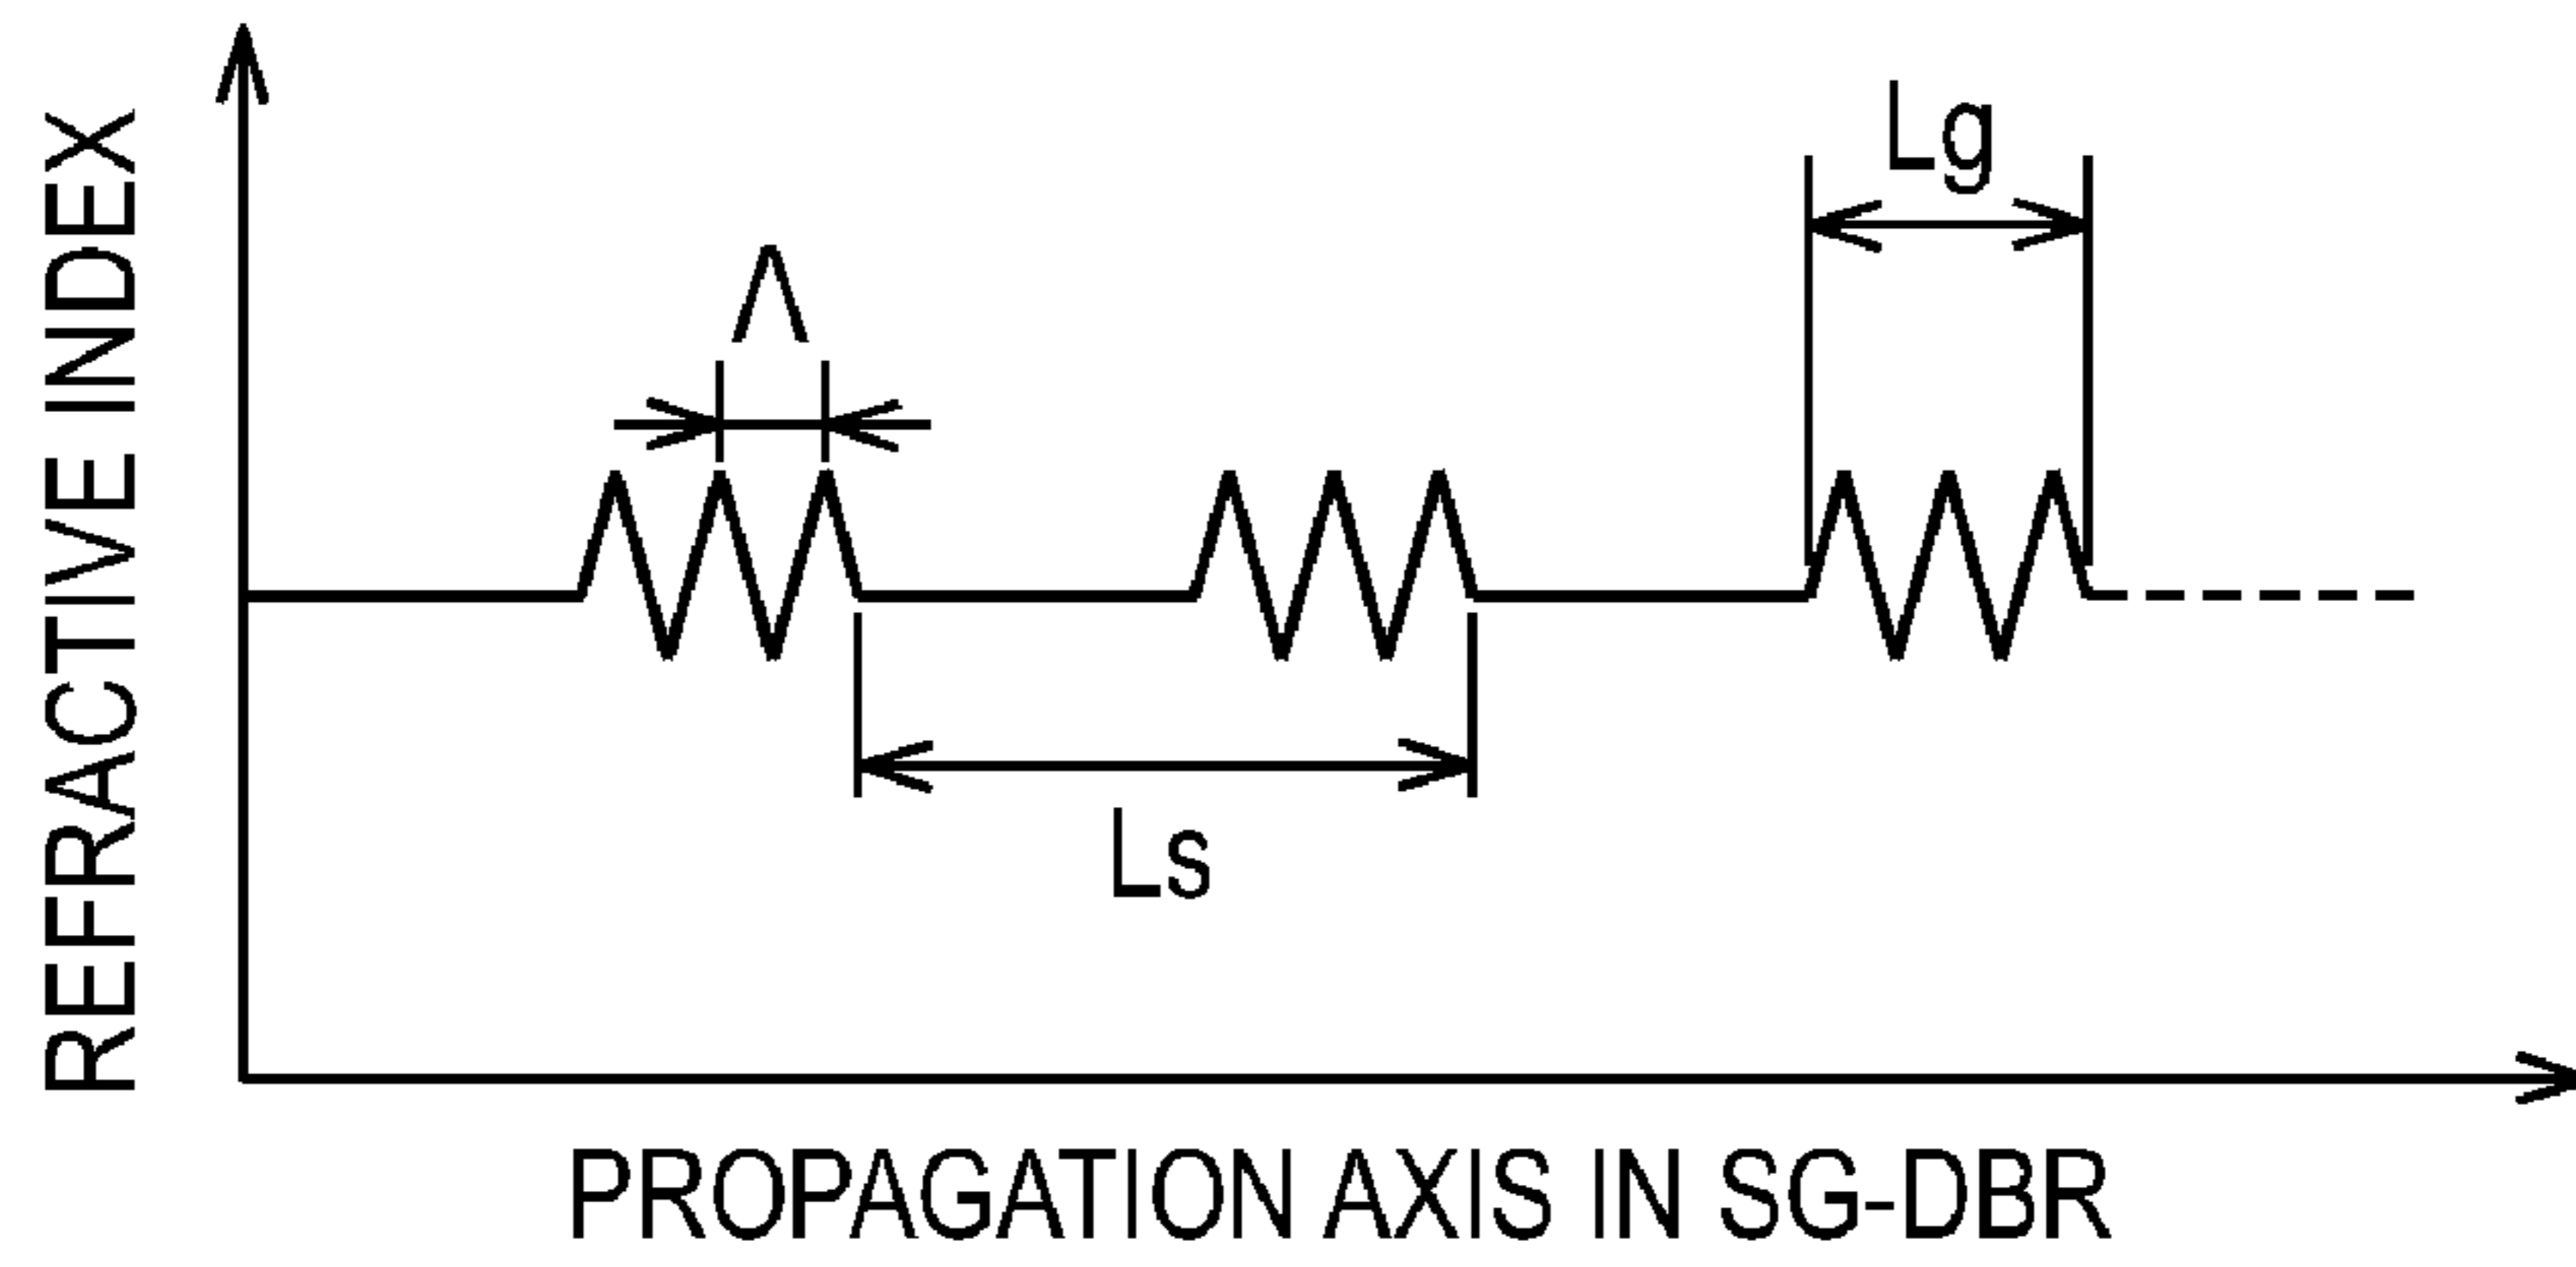 REFRACTIVE INDEX
Λ
Lg
Ls
PROPAGATION AXIS IN SG-DBR